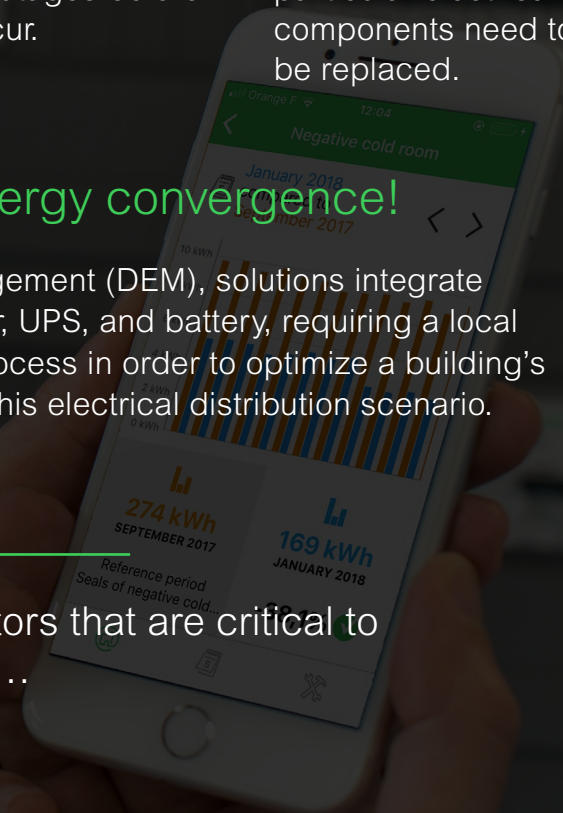 cur.
components need to
be replaced.
Orange F
12:04
Negative cold room
January 2018
compared to
September 2017
ergy convergence!
10 kWh
gement (DEM), solutions integrate
, UPS, and battery, requiring a local
ocess in order to optimize a building’s
2 kWh
his electrical distribution scenario.
0 kWh
274 kWh
SEPTEMBER 2017
169 kWh
JANUARY 2018
Reference period
Seals of negative cold...
tors that are critical to
...